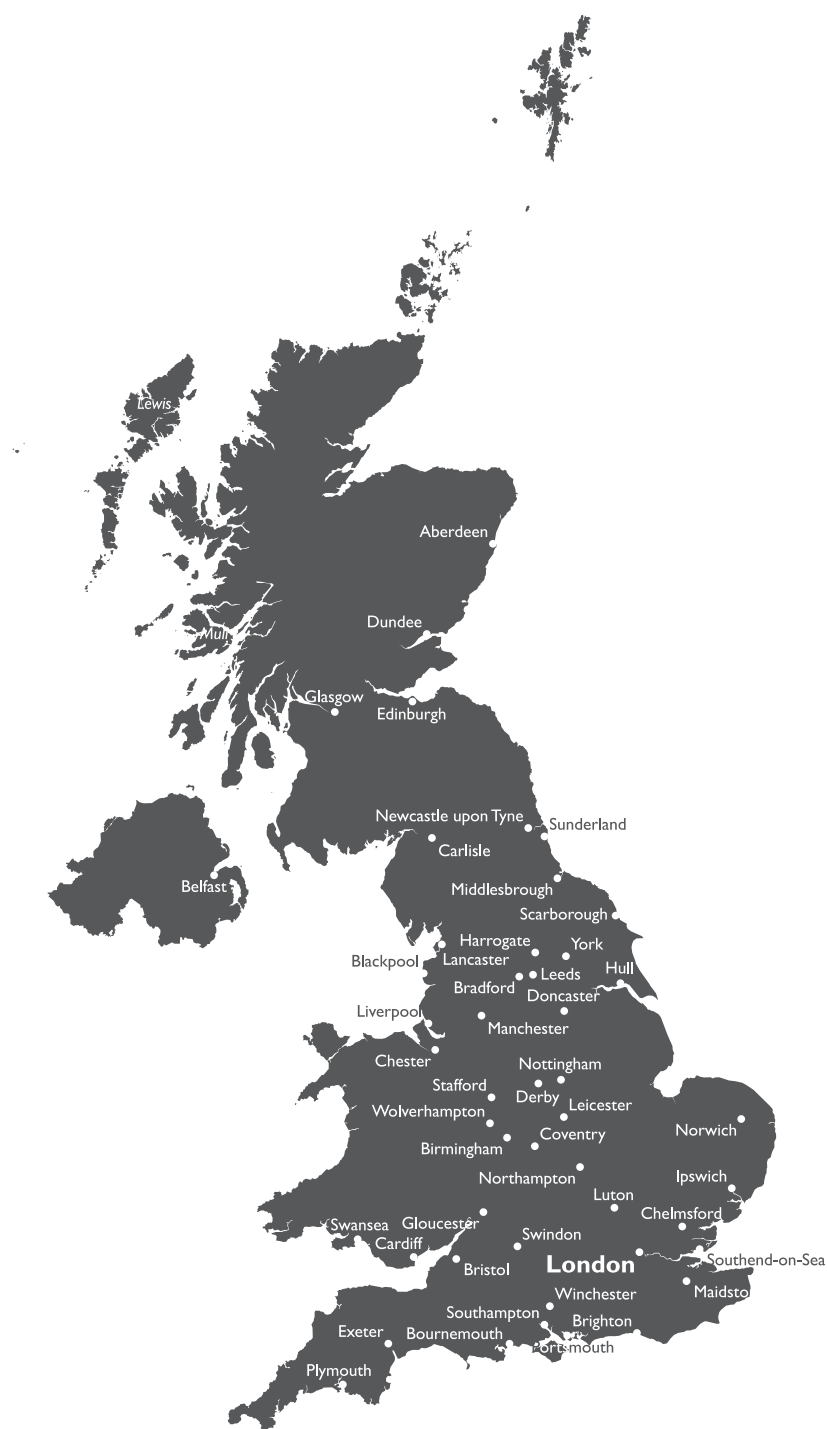 Lewis
Aberdeen
Dundee
Mull
Glasgow
Edinburgh
Newcastle upon Tyne
Sunderland
Carlisle
Belfast
Middlesbrough
Scarborough
Harrogate
York
Lancaster
Blackpool
Hull
Leeds
Bradford
Doncaster
Liverpool
Manchester
Chester
Nottingham
Stafford
Derby
Leicester
Wolverhampton
Norwich
Coventry
Birmingham
Northampton
Ipswich
Luton
Chelmsford
Gloucester
Swansea
Swindon
Cardiff
Southend-on-Sea
London
Bristol
Maidsto
Winchester
Southampton
Brighton
Exeter
Bournemouth
Portsmouth
Plymouth